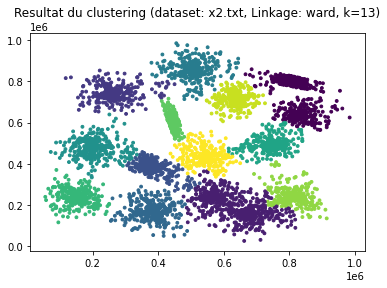 Resultat du clustering (dataset: x2.txt, Linkage: ward, k=13)
1e6
1.0
0.8
0.6
0.4
0.2
0.0
0.2 0.4 0.6 0.8 1.0
1e6